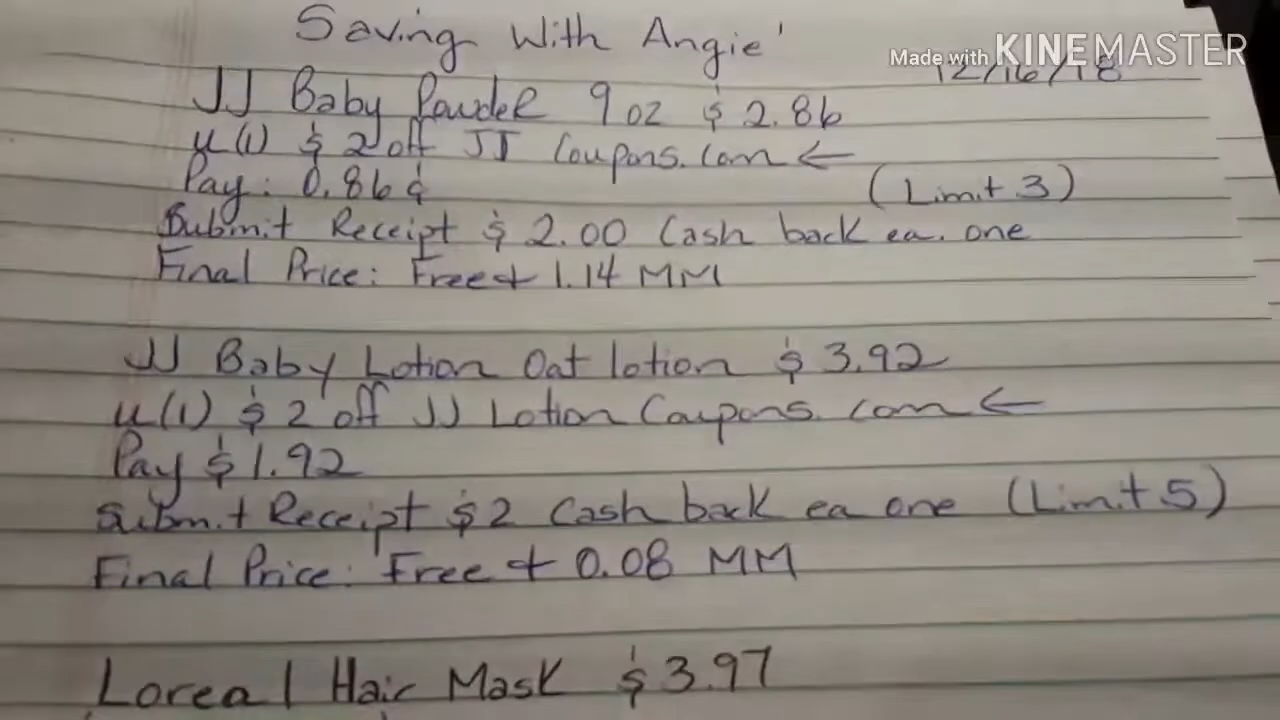 Saving With Angie'
Made with KINEMASTER
12/16/18
JJ Baby Powder 9oz $2.86
u(1) $2 off JJ Coupons.com ←
Pay: 0.86¢
(Limit 3)
Submit Receipt $2.00 Cash back ea. one
Final Price: Free + 1.14 MM
JJ Baby Lotion Oat lotion $3.92
u(1) $2 off JJ Lotion Coupons.com ←
Pay $1.92
Submit Receipt $2 Cash back ea one (Limit 5)
Final Price: Free + 0.08 MM
Loreal Hair Mask $3.97